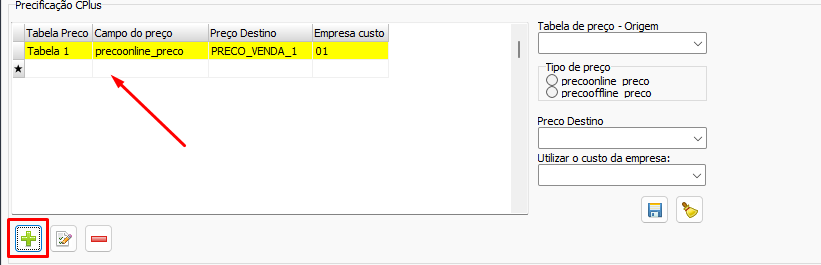 Precificação CPlus
Tabela Preco Campo do preço Preço Destino Empresa custo
Tabela 1 precoonline_preco PRECO_VENDA_1 01
Tabela de preço - Origem
Tipo de preço
precoonline_preco
precooffline_preco
Preco Destino
Utilizar o custo da empresa: